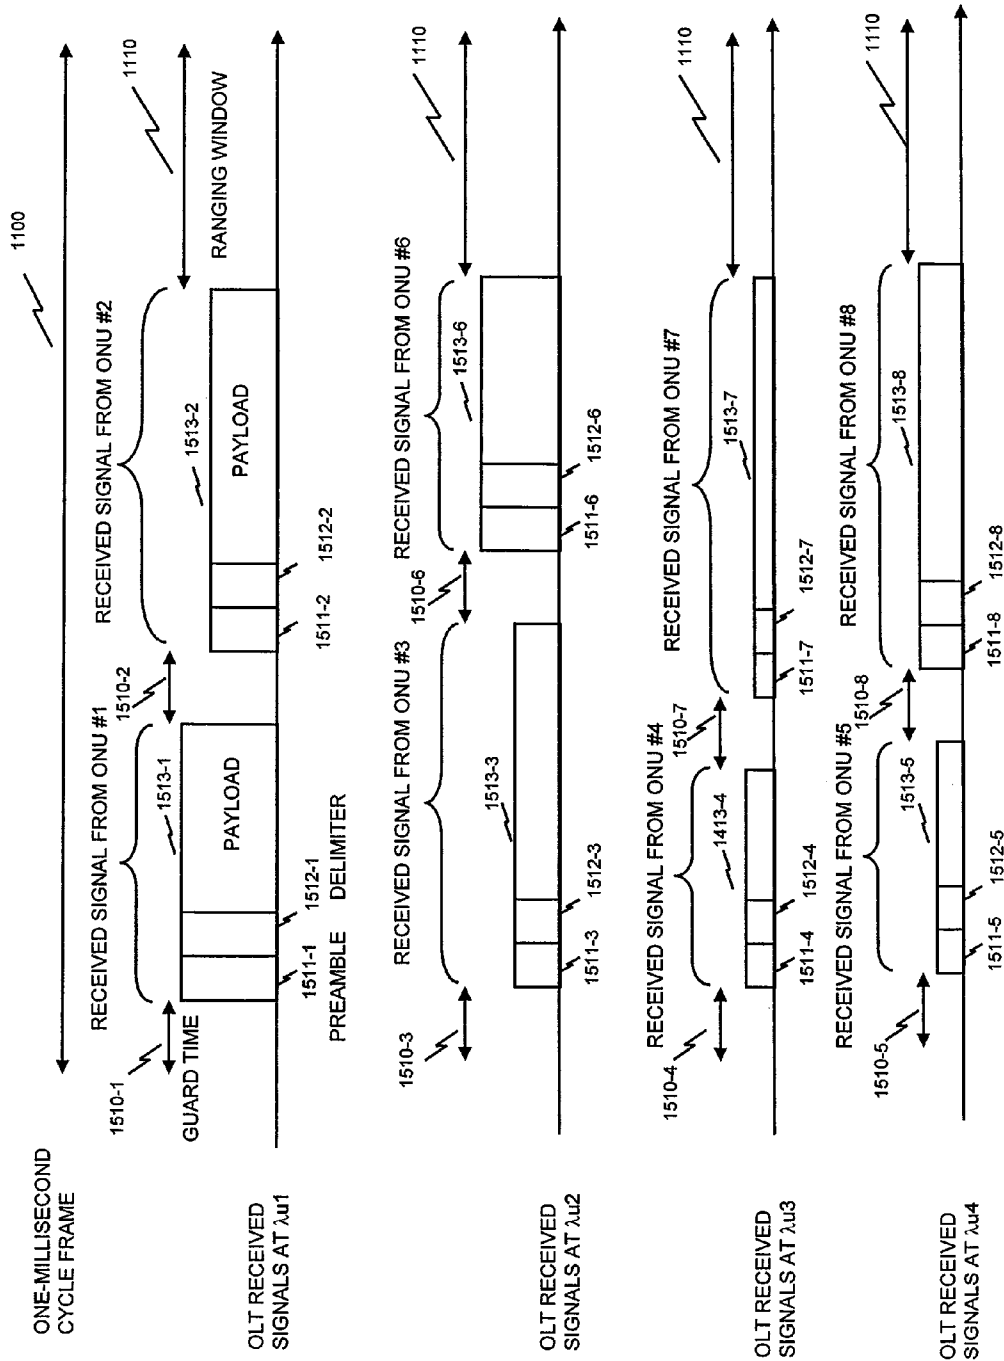 ONE-MILLISECOND
CYCLE FRAME
1100
1510-1
GUARD TIME
RECEIVED SIGNAL FROM ONU #1
1513-1
PAYLOAD
1510-2
RECEIVED SIGNAL FROM ONU #2
1513-2
PAYLOAD
1110
RANGING WINDOW
OLT RECEIVED
SIGNALS AT λu1
1511-1
1512-1
1511-2
1512-2
PREAMBLE
DELIMITER
1510-3
RECEIVED SIGNAL FROM ONU #3
1513-3
1510-6
RECEIVED SIGNAL FROM ONU #6
1513-6
1110
OLT RECEIVED
SIGNALS AT λu2
1511-3
1512-3
1511-6
1512-6
1510-4
RECEIVED SIGNAL FROM ONU #4
1413-4
1510-7
RECEIVED SIGNAL FROM ONU #7
1513-7
1110
OLT RECEIVED
SIGNALS AT λu3
1511-4
1512-4
1511-7
1512-7
1510-5
RECEIVED SIGNAL FROM ONU #5
1513-5
1510-8
RECEIVED SIGNAL FROM ONU #8
1513-8
1110
OLT RECEIVED
SIGNALS AT λu4
1511-5
1512-5
1511-8
1512-8